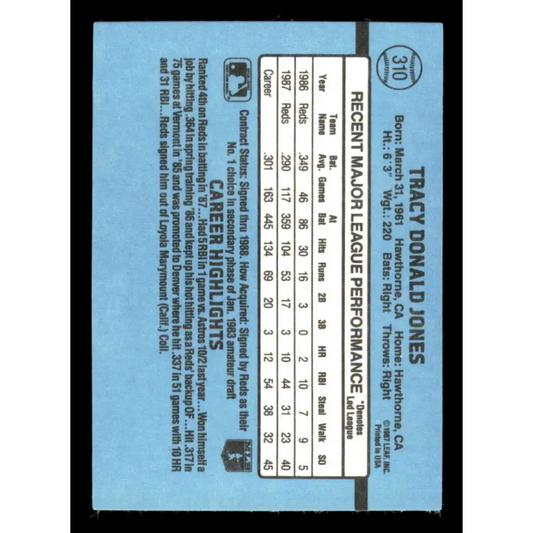 310
TRACY DONALD JONES
©1987 LEAF, INC.
Printed in USA
Born: March 31, 1961 Hawthorne, CA Home: Hawthorne, CA
Ht.: 6'3" Wgt.: 220 Bats: Right Throws: Right
RECENT MAJOR LEAGUE PERFORMANCE *Denotes Led League
Year Team Name Bat. Avg. Games At Bat Hits Runs 2B 3B HR RBI Steal Walk SO
1986 Reds .349 46 86 30 16 3 0 2 10 7 9 5
1987 Reds .290 117 359 104 53 17 3 10 44 31 23 40
Career .301 163 445 134 69 20 3 12 54 38 32 45
Contract Status: Signed thru 1988. How Acquired: Signed by Reds as their
No. 1 choice in secondary phase of Jan. 1983 amateur draft
CAREER HIGHLIGHTS
Ranked 4th on Reds in batting in '87...Had 5 RBI in 1 game vs. Astros 10/2 last year...Won himself a
job by hitting .364 in spring training '86 and kept up his hot hitting as a Reds' backup OF...Hit .317 in
75 games at Vermont in '85 and was promoted to Denver where he hit .337 in 51 games with 10 HR
and 31 RBI...Reds signed him out of Loyola Marymount (Calif.) Coll.